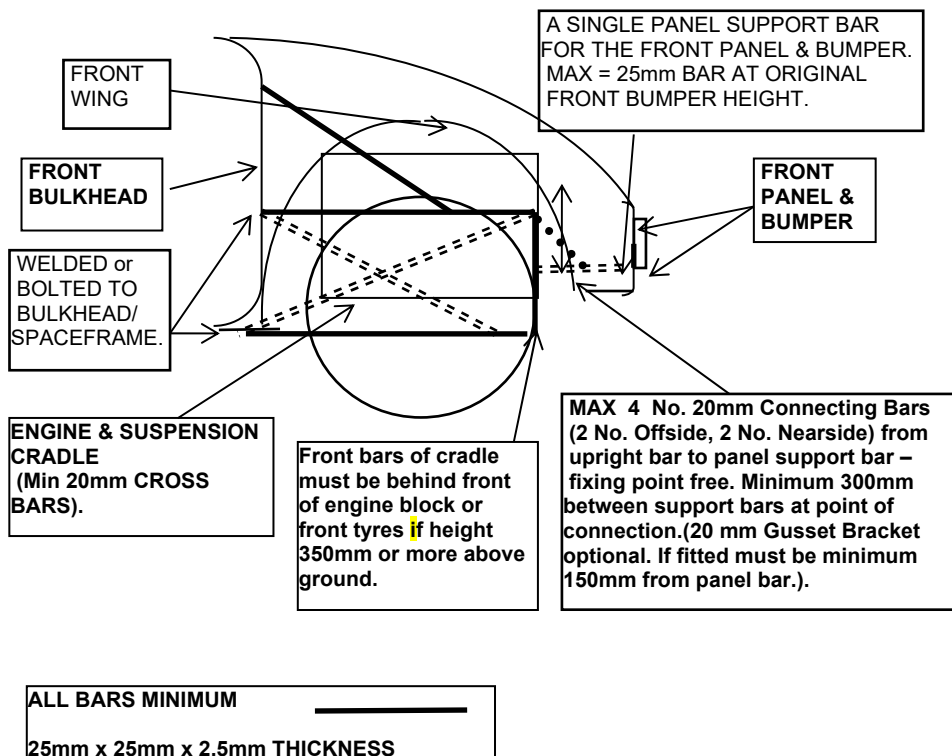 A SINGLE PANEL SUPPORT BAR
FOR THE FRONT PANEL & BUMPER.
MAX = 25mm BAR AT ORIGINAL
FRONT BUMPER HEIGHT.
FRONT
WING
FRONT
BULKHEAD
FRONT
PANEL &
BUMPER
WELDED or
BOLTED TO
BULKHEAD/
SPACEFRAME.
ENGINE & SUSPENSION
CRADLE
(Min 20mm CROSS
BARS).
Front bars of cradle
must be behind front
of engine block or
front tyres if height
350mm or more above
ground.
MAX 4 No. 20mm Connecting Bars
(2 No. Offside, 2 No. Nearside) from
upright bar to panel support bar –
fixing point free. Minimum 300mm
between support bars at point of
connection.(20 mm Gusset Bracket
optional. If fitted must be minimum
150mm from panel bar.).
ALL BARS MINIMUM
25mm x 25mm x 2.5mm THICKNESS